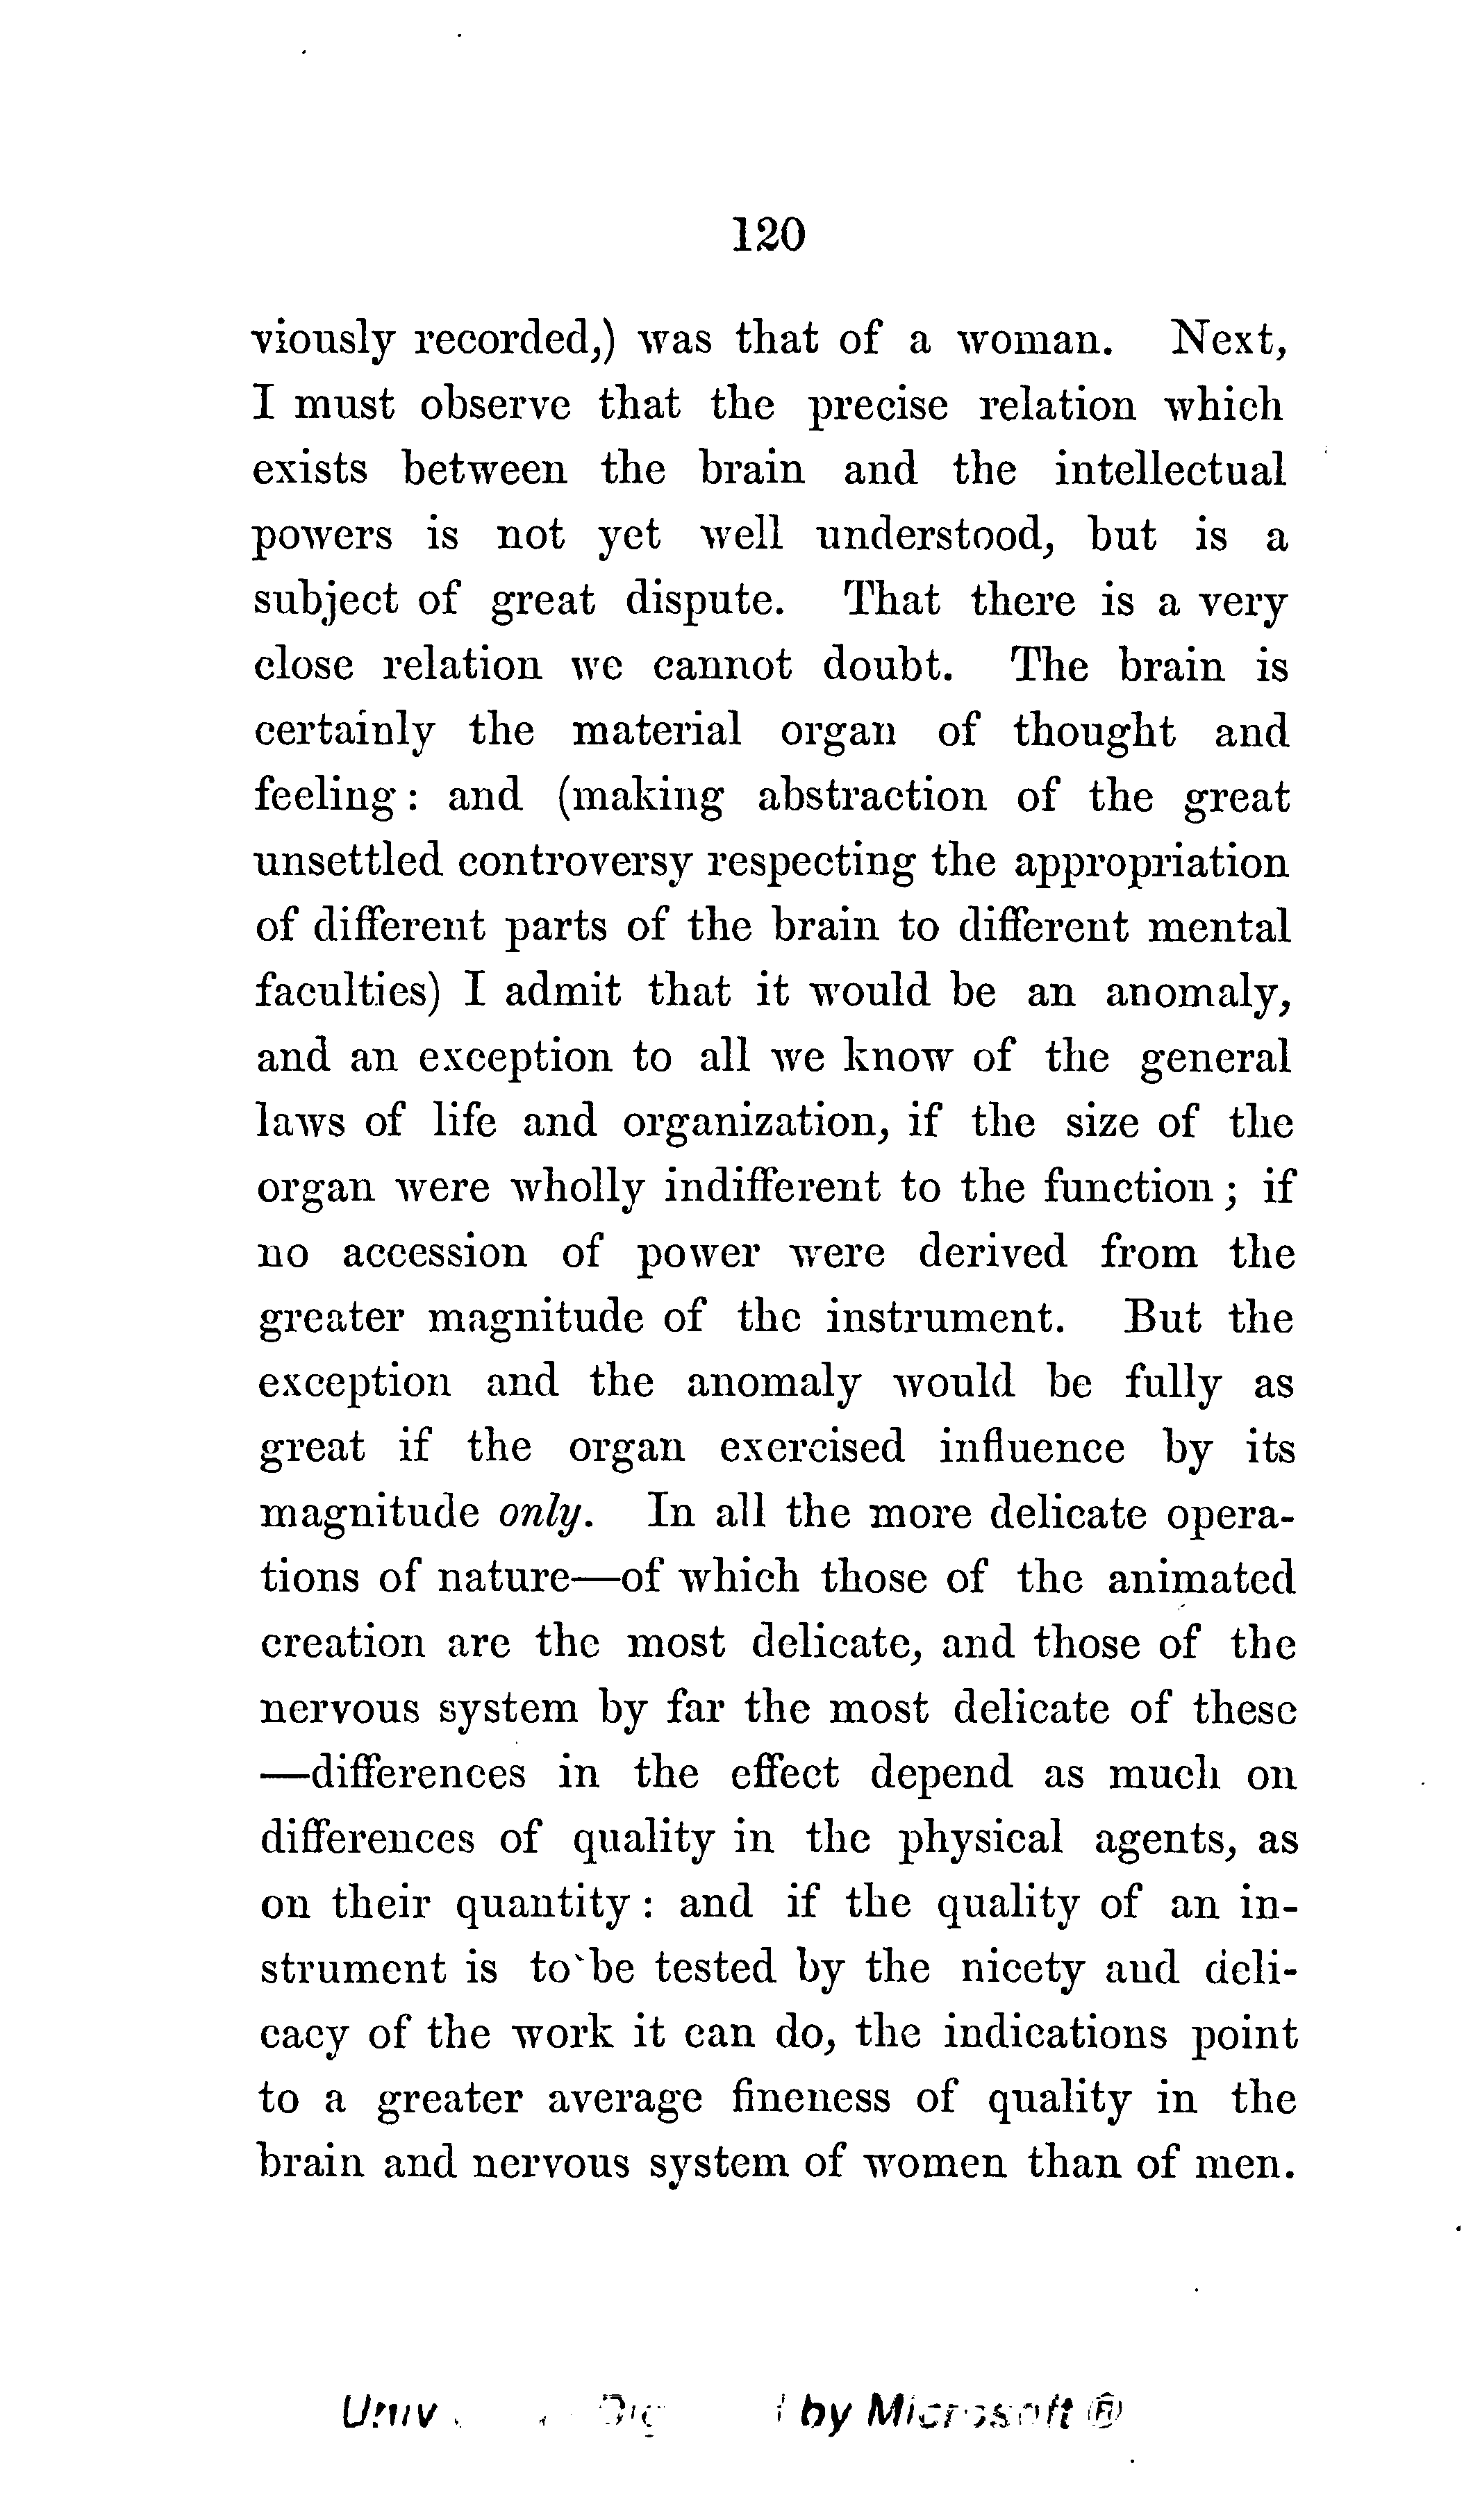 120
viously recorded,) was that of a woman. Next,
I must observe that the precise relation which
exists between the brain and the intellectual
powers is not yet well understood, but is a
subject of great dispute. That there is a very
close relation we cannot doubt. The brain is
certainly the material organ of thought and
feeling: and (making abstraction of the great
unsettled controversy respecting the appropriation
of different parts of the brain to different mental
faculties) I admit that it would be an anomaly,
and an exception to all we know of the general
laws of life and organization, if the size of the
organ were wholly indifferent to the function; if
no accession of power were derived from the
greater magnitude of the instrument. But the
exception and the anomaly would be fully as
great if the organ exercised influence by its
magnitude only. In all the more delicate opera-
tions of nature—of which those of the animated
creation are the most delicate, and those of the
nervous system by far the most delicate of these
—differences in the effect depend as much on
differences of quality in the physical agents, as
on their quantity: and if the quality of an in-
strument is to be tested by the nicety and deli-
cacy of the work it can do, the indications point
to a greater average fineness of quality in the
brain and nervous system of women than of men.
by Microsoft ®